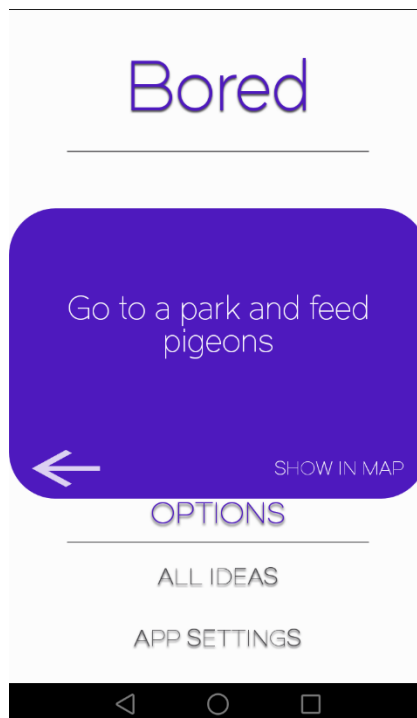 Bored
Go to a park and feed
pigeons
SHOW IN MAP
OPTIONS
ALL IDEAS
APP SETTINGS